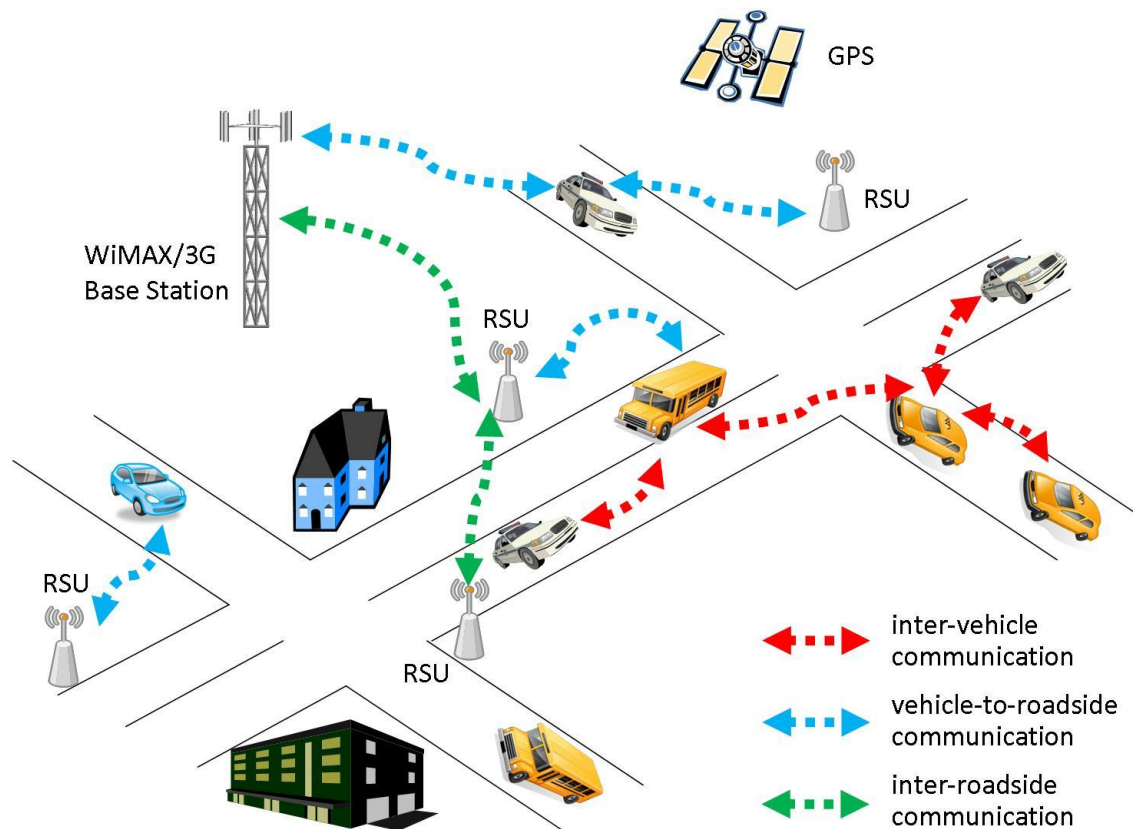 GPS
RSU
WiMAX/3G
Base Station
RSU
RSU
RSU
inter-vehicle
communication
vehicle-to-roadside
communication
inter-roadside
communication